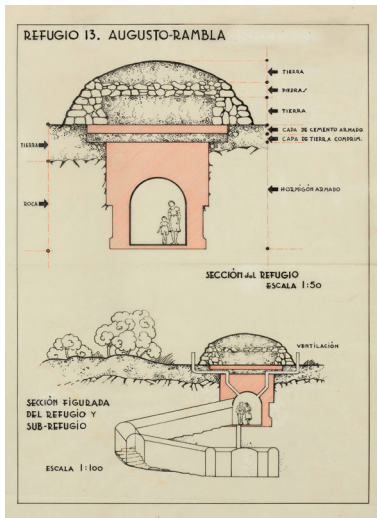 REFUGIO 13. AUGUSTO-RAMBLA
TIERRA
PIEDRAS
TIERRA
CAPA DE CEMENTO ARMADO
CAPA DE TIERRA COMPRIM.
TIERRA
ROCA
HORMIGÓN ARMADO
SECCIÓN del REFUGIO
ESCALA 1:50
VENTILACIÓN
SECCIÓN FIGURADA
DEL REFUGIO Y
SUB-REFUGIO
ESCALA 1:100